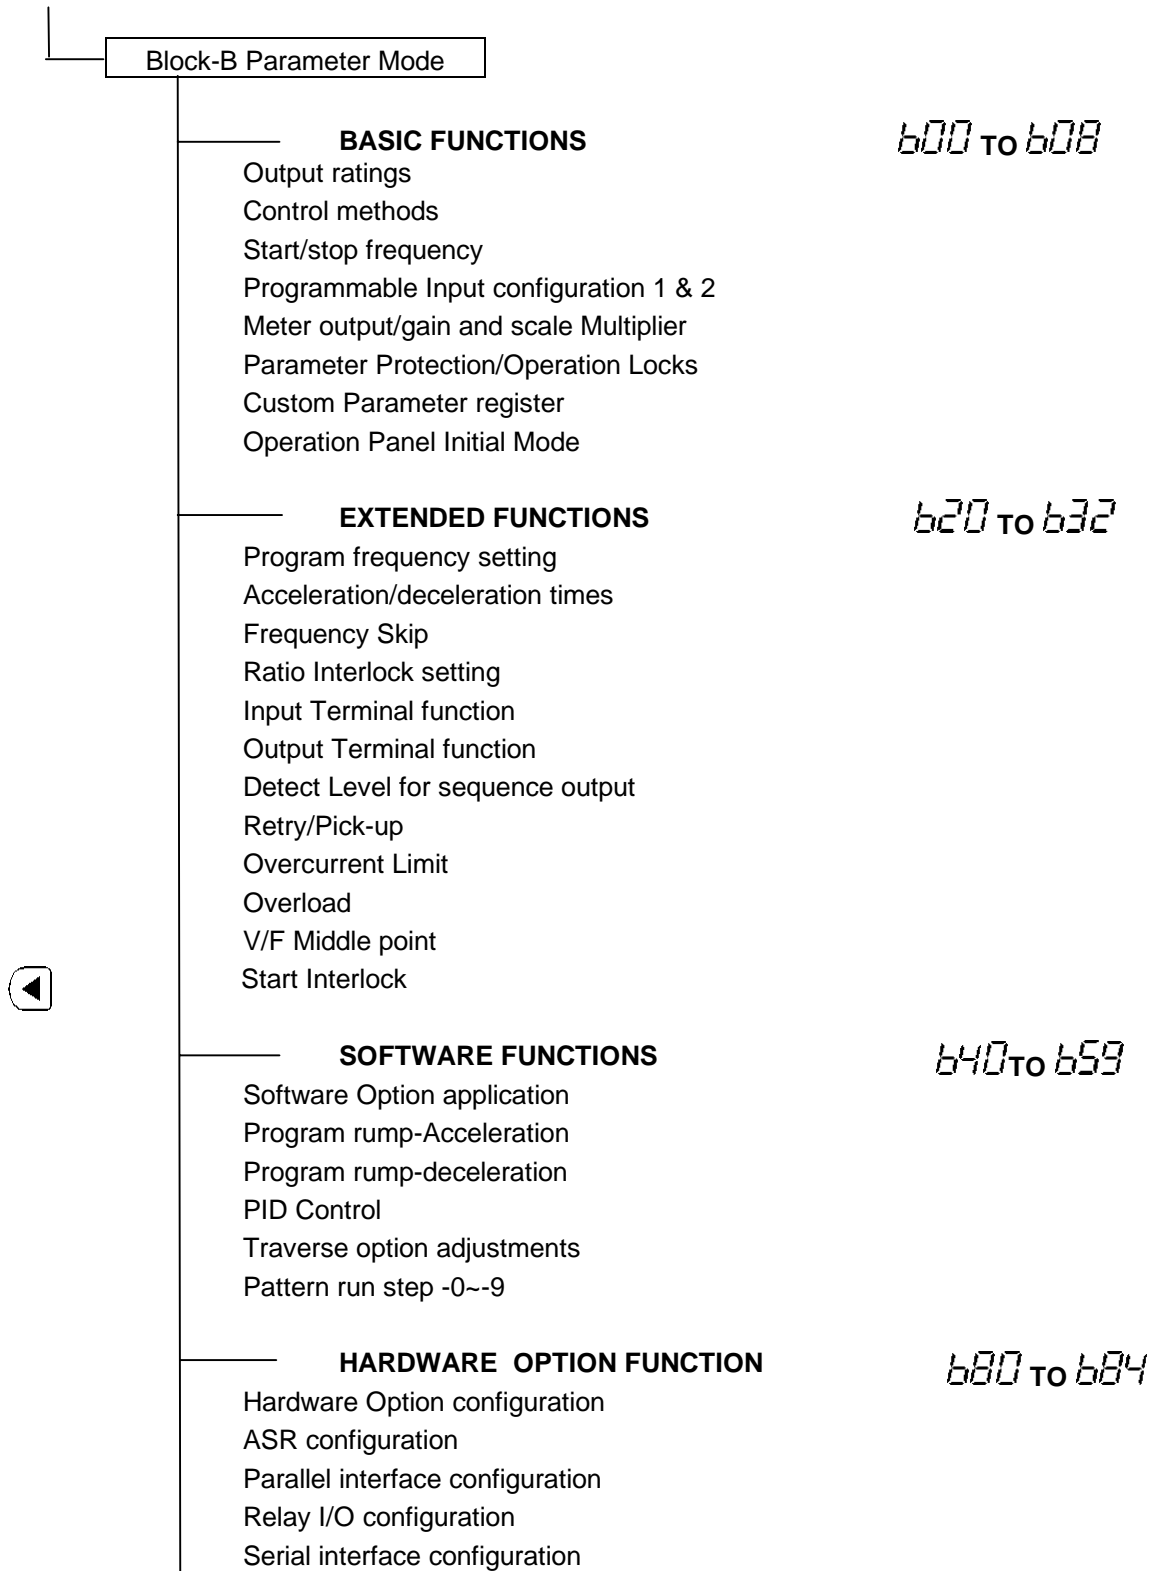 Block-B Parameter Mode
BASIC FUNCTIONS b00 TO b08
Output ratings
Control methods
Start/stop frequency
Programmable Input configuration 1 & 2
Meter output/gain and scale Multiplier
Parameter Protection/Operation Locks
Custom Parameter register
Operation Panel Initial Mode
EXTENDED FUNCTIONS b20 TO b32
Program frequency setting
Acceleration/deceleration times
Frequency Skip
Ratio Interlock setting
Input Terminal function
Output Terminal function
Detect Level for sequence output
Retry/Pick-up
Overcurrent Limit
Overload
V/F Middle point
Start Interlock
SOFTWARE FUNCTIONS b40 TO b59
Software Option application
Program rump-Acceleration
Program rump-deceleration
PID Control
Traverse option adjustments
Pattern run step -0~-9
HARDWARE OPTION FUNCTION b80 TO b84
Hardware Option configuration
ASR configuration
Parallel interface configuration
Relay I/O configuration
Serial interface configuration